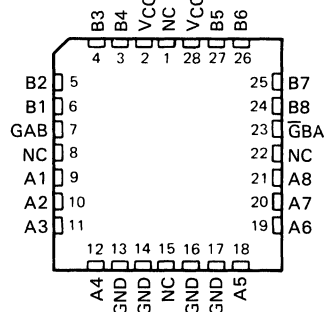 B3 B4 VCC NC VCC B5 B6
4 3 2 1 28 27 26
B2 5 25 B7
B1 6 24 B8
GAB 7 23 G̅BA
NC 8 22 NC
A1 9 21 A8
A2 10 20 A7
A3 11 19 A6
12 13 14 15 16 17 18
A4 GND GND NC GND GND A5